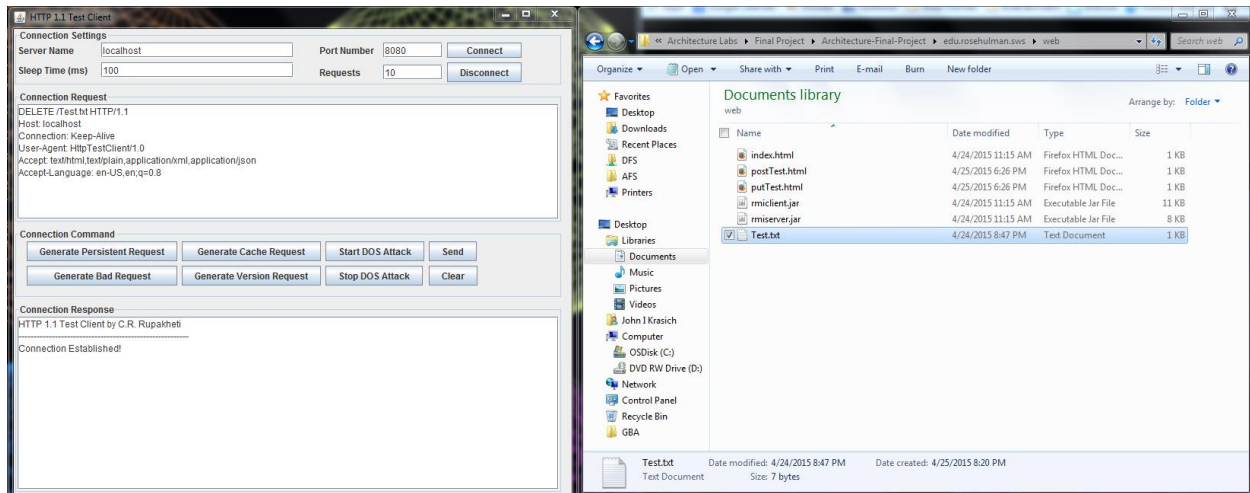 HTTP 1.1 Test Client
Connection Settings
Server Name localhost Port Number 8080 Connect
Sleep Time (ms) 100 Requests 10 Disconnect
Connection Request
DELETE /Test.txt HTTP/1.1
Host: localhost
Connection: Keep-Alive
User-Agent: HttpTestClient/1.0
Accept: text/html,text/plain,application/xml,application/json
Accept-Language: en-US,en;q=0.8
Connection Command
Generate Persistent Request Generate Cache Request Start DOS Attack Send
Generate Bad Request Generate Version Request Stop DOS Attack Clear
Connection Response
HTTP 1.1 Test Client by C.R. Rupakheti
------------------------------------------------------------
Connection Established!
« Architecture Labs Final Project Architecture-Final-Project edu.rosehulman.sws web Search web
Organize Open Share with Print E-mail Burn New folder
Favorites
Desktop
Downloads
Recent Places
DFS
AFS
Printers
Desktop
Libraries
Documents
Music
Pictures
Videos
John I Krasich
Computer
OSDisk (C:)
DVD RW Drive (D:)
Network
Control Panel
Recycle Bin
GBA
Documents library
web
Arrange by: Folder
Name Date modified Type Size
index.html 4/24/2015 11:15 AM Firefox HTML Doc... 1 KB
postTest.html 4/25/2015 6:26 PM Firefox HTML Doc... 1 KB
putTest.html 4/25/2015 6:26 PM Firefox HTML Doc... 1 KB
rmiclient.jar 4/24/2015 11:15 AM Executable Jar File 11 KB
rmiserver.jar 4/24/2015 11:15 AM Executable Jar File 8 KB
Test.txt 4/24/2015 8:47 PM Text Document 1 KB
Test.txt Date modified: 4/24/2015 8:47 PM Date created: 4/25/2015 8:20 PM
Text Document Size: 7 bytes